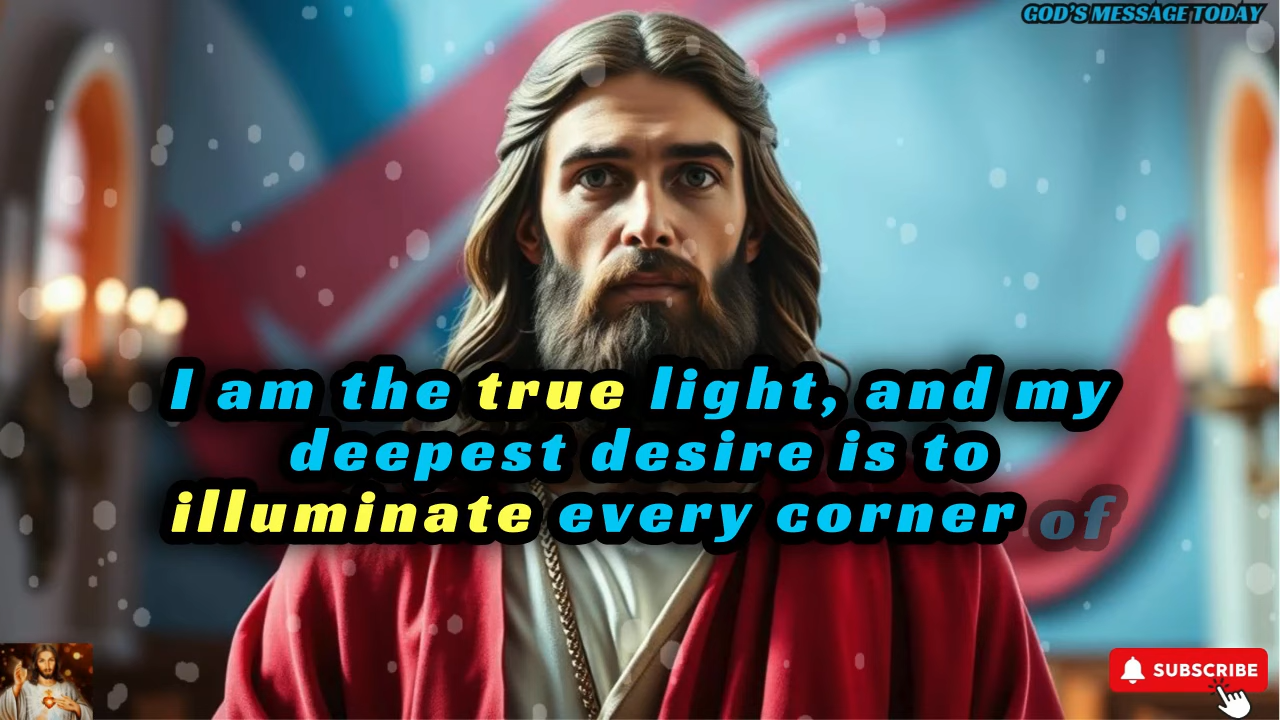 GOD'S MESSAGE TODAY
I am the true light, and my
deepest desire is to
illuminate every corner of
SUBSCRIBE